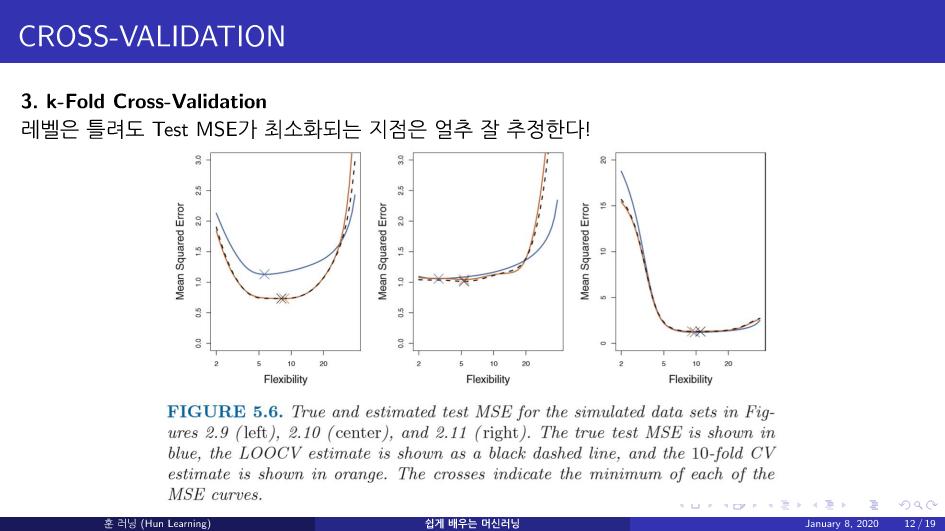 CROSS-VALIDATION
3. k-Fold Cross-Validation
레벨은 틀려도 Test MSE가 최소화되는 지점은 얼추 잘 추정한다!
Mean Squared Error
0.0 0.5 1.0 1.5 2.0 2.5 3.0
2 5 10 20
Flexibility
Mean Squared Error
0.0 0.5 1.0 1.5 2.0 2.5 3.0
2 5 10 20
Flexibility
Mean Squared Error
0 5 10 15 20
2 5 10 20
Flexibility
FIGURE 5.6. True and estimated test MSE for the simulated data sets in Fig-
ures 2.9 (left), 2.10 (center), and 2.11 (right). The true test MSE is shown in
blue, the LOOCV estimate is shown as a black dashed line, and the 10-fold CV
estimate is shown in orange. The crosses indicate the minimum of each of the
MSE curves.
훈 러닝 (Hun Learning) 쉽게 배우는 머신러닝 January 8, 2020 12 / 19